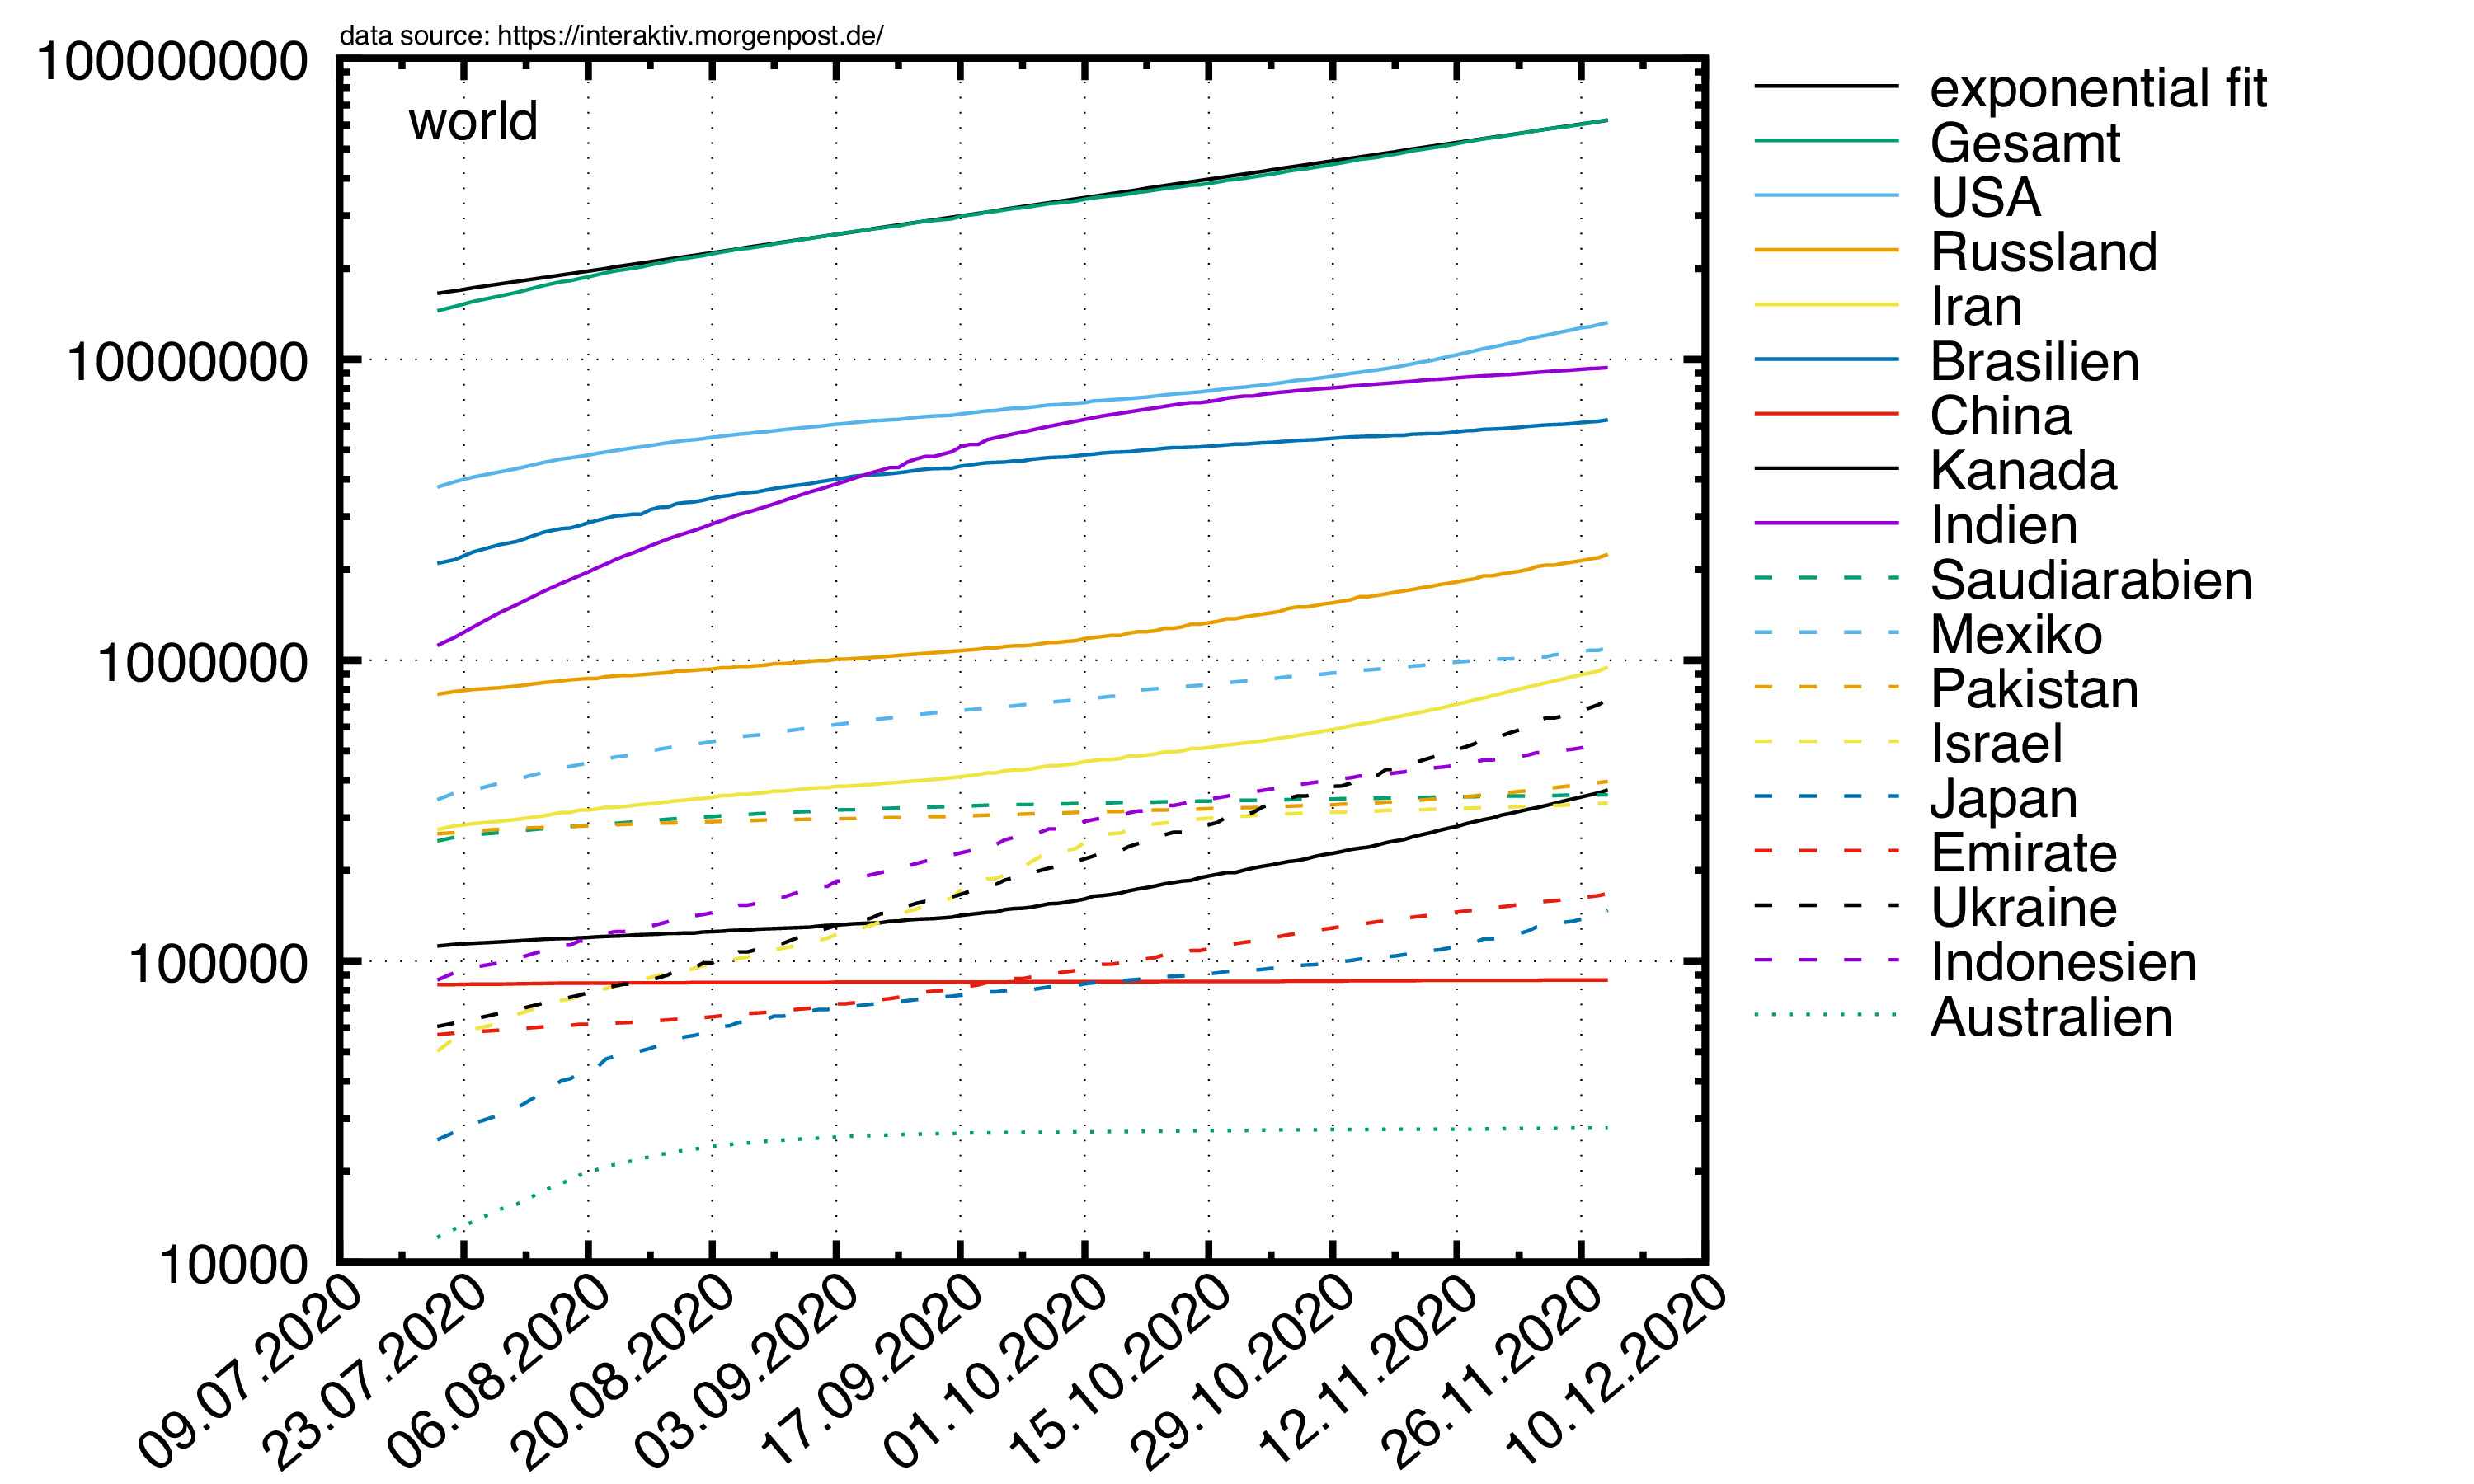 data source: https://interaktiv.morgenpost.de/
100000000
10000000
1000000
100000
10000
world
09.07.2020
23.07.2020
06.08.2020
20.08.2020
03.09.2020
17.09.2020
01.10.2020
15.10.2020
29.10.2020
12.11.2020
26.11.2020
10.12.2020
exponential fit
Gesamt
USA
Russland
Iran
Brasilien
China
Kanada
Indien
Saudiarabien
Mexiko
Pakistan
Israel
Japan
Emirate
Ukraine
Indonesien
Australien